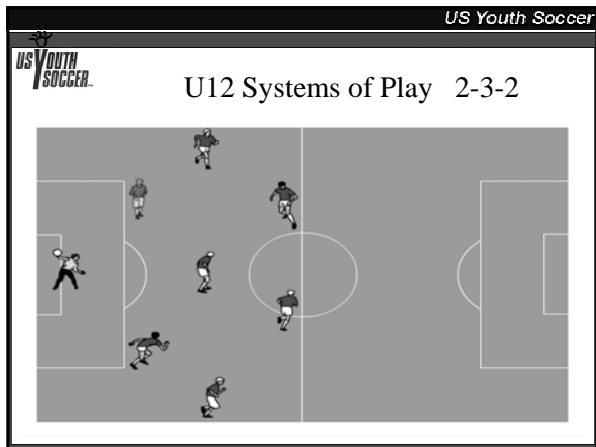 US Youth Soccer
US YOUTH
SOCCER
U12 Systems of Play 2-3-2